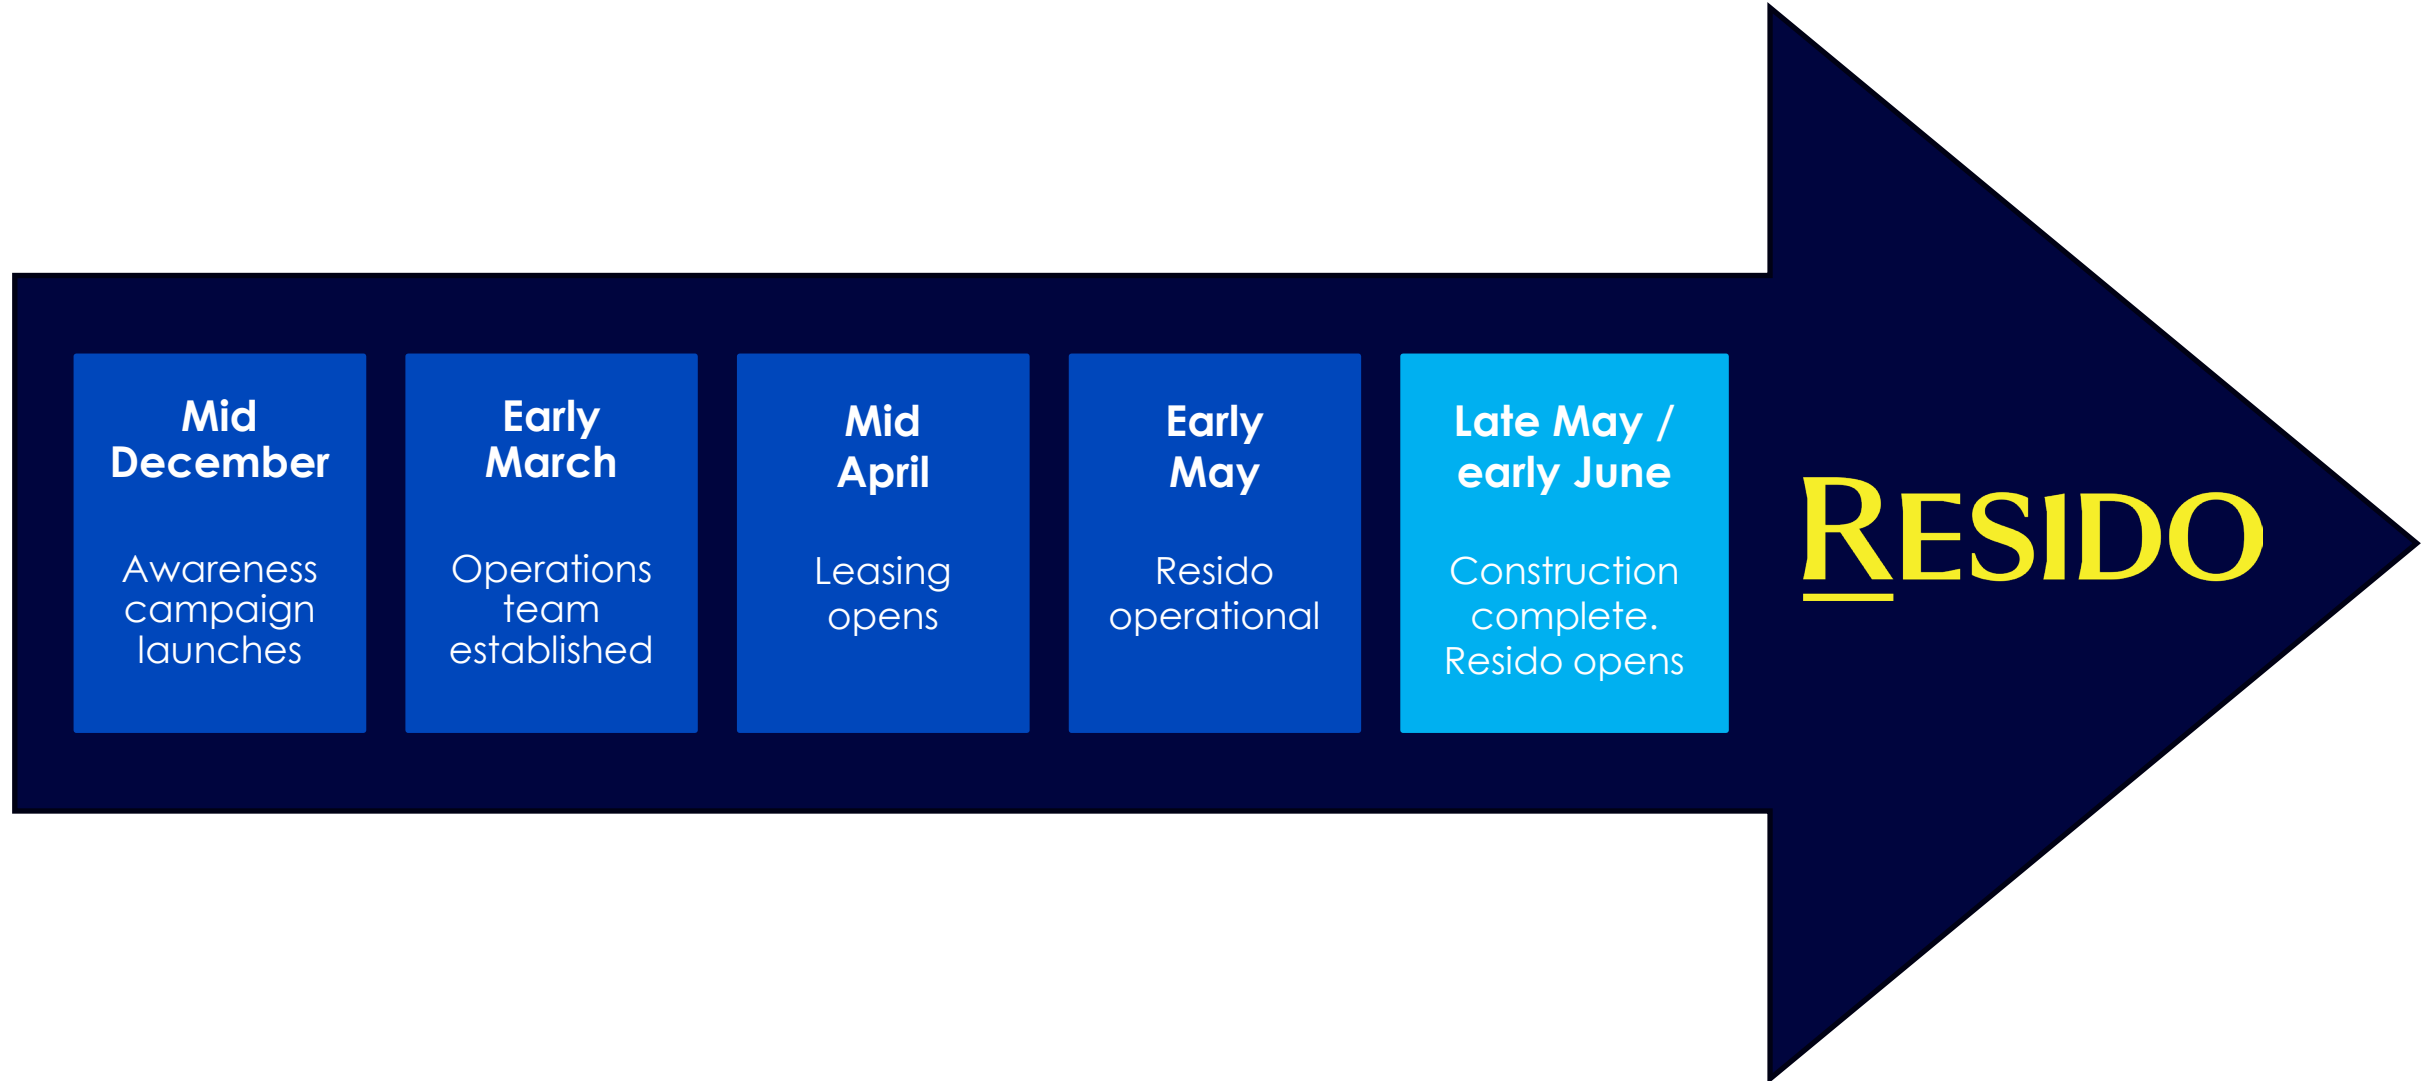 Mid
December
Awareness
campaign
launches
Early
March
Operations
team
established
Mid
April
Leasing
opens
Early
May
Resido
operational
Late May /
early June
Construction
complete.
Resido opens
RESIDO